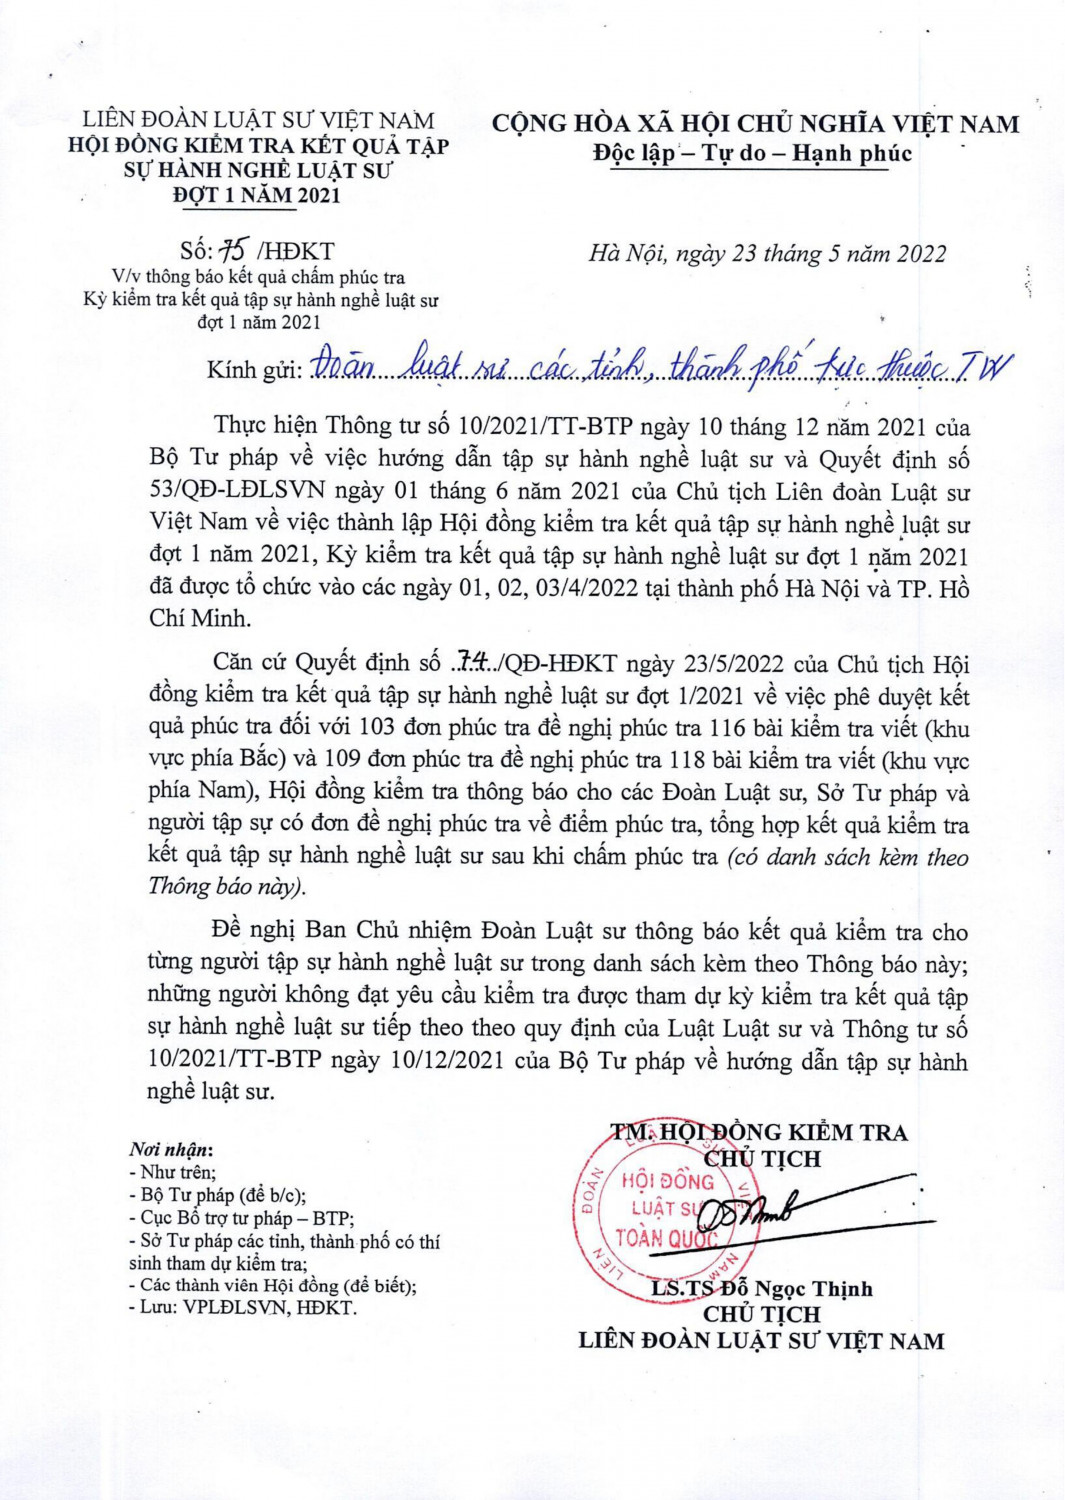 LIÊN ĐOÀN LUẬT SƯ VIỆT NAM
HỘI ĐỒNG KIỂM TRA KẾT QUẢ TẬP
SỰ HÀNH NGHỀ LUẬT SƯ
ĐỢT 1 NĂM 2021
CỘNG HÒA XÃ HỘI CHỦ NGHĨA VIỆT NAM
Độc lập – Tự do – Hạnh phúc
Số: 75 /HĐKT
V/v thông báo kết quả chấm phúc tra
Kỳ kiểm tra kết quả tập sự hành nghề luật sư
đợt 1 năm 2021
Hà Nội, ngày 23 tháng 5 năm 2022
Kính gửi: Đoàn luật sư các tỉnh, thành phố trực thuộc TW
Thực hiện Thông tư số 10/2021/TT-BTP ngày 10 tháng 12 năm 2021 của
Bộ Tư pháp về việc hướng dẫn tập sự hành nghề luật sư và Quyết định số
53/QĐ-LĐLSVN ngày 01 tháng 6 năm 2021 của Chủ tịch Liên đoàn Luật sư
Việt Nam về việc thành lập Hội đồng kiểm tra kết quả tập sự hành nghề luật sư
đợt 1 năm 2021, Kỳ kiểm tra kết quả tập sự hành nghề luật sư đợt 1 năm 2021
đã được tổ chức vào các ngày 01, 02, 03/4/2022 tại thành phố Hà Nội và TP. Hồ
Chí Minh.
Căn cứ Quyết định số ..74../QĐ-HĐKT ngày 23/5/2022 của Chủ tịch Hội
đồng kiểm tra kết quả tập sự hành nghề luật sư đợt 1/2021 về việc phê duyệt kết
quả phúc tra đối với 103 đơn phúc tra đề nghị phúc tra 116 bài kiểm tra viết (khu
vực phía Bắc) và 109 đơn phúc tra đề nghị phúc tra 118 bài kiểm tra viết (khu vực
phía Nam), Hội đồng kiểm tra thông báo cho các Đoàn Luật sư, Sở Tư pháp và
người tập sự có đơn đề nghị phúc tra về điểm phúc tra, tổng hợp kết quả kiểm tra
kết quả tập sự hành nghề luật sư sau khi chấm phúc tra (có danh sách kèm theo
Thông báo này).
Đề nghị Ban Chủ nhiệm Đoàn Luật sư thông báo kết quả kiểm tra cho
từng người tập sự hành nghề luật sư trong danh sách kèm theo Thông báo này;
những người không đạt yêu cầu kiểm tra được tham dự kỳ kiểm tra kết quả tập
sự hành nghề luật sư tiếp theo theo quy định của Luật Luật sư và Thông tư số
10/2021/TT-BTP ngày 10/12/2021 của Bộ Tư pháp về hướng dẫn tập sự hành
nghề luật sư.
Nơi nhận:
- Như trên;
- Bộ Tư pháp (để b/c);
- Cục Bổ trợ tư pháp – BTP;
- Sở Tư pháp các tỉnh, thành phố có thí
sinh tham dự kiểm tra;
- Các thành viên Hội đồng (để biết);
- Lưu: VPLĐLSVN, HĐKT.
TM. HỘI ĐỒNG KIỂM TRA
CHỦ TỊCH
LIÊN ĐOÀN LUẬT SƯ VIỆT NAM
HỘI ĐỒNG
LUẬT SƯ
TOÀN QUỐC
LS.TS Đỗ Ngọc Thịnh
CHỦ TỊCH
LIÊN ĐOÀN LUẬT SƯ VIỆT NAM